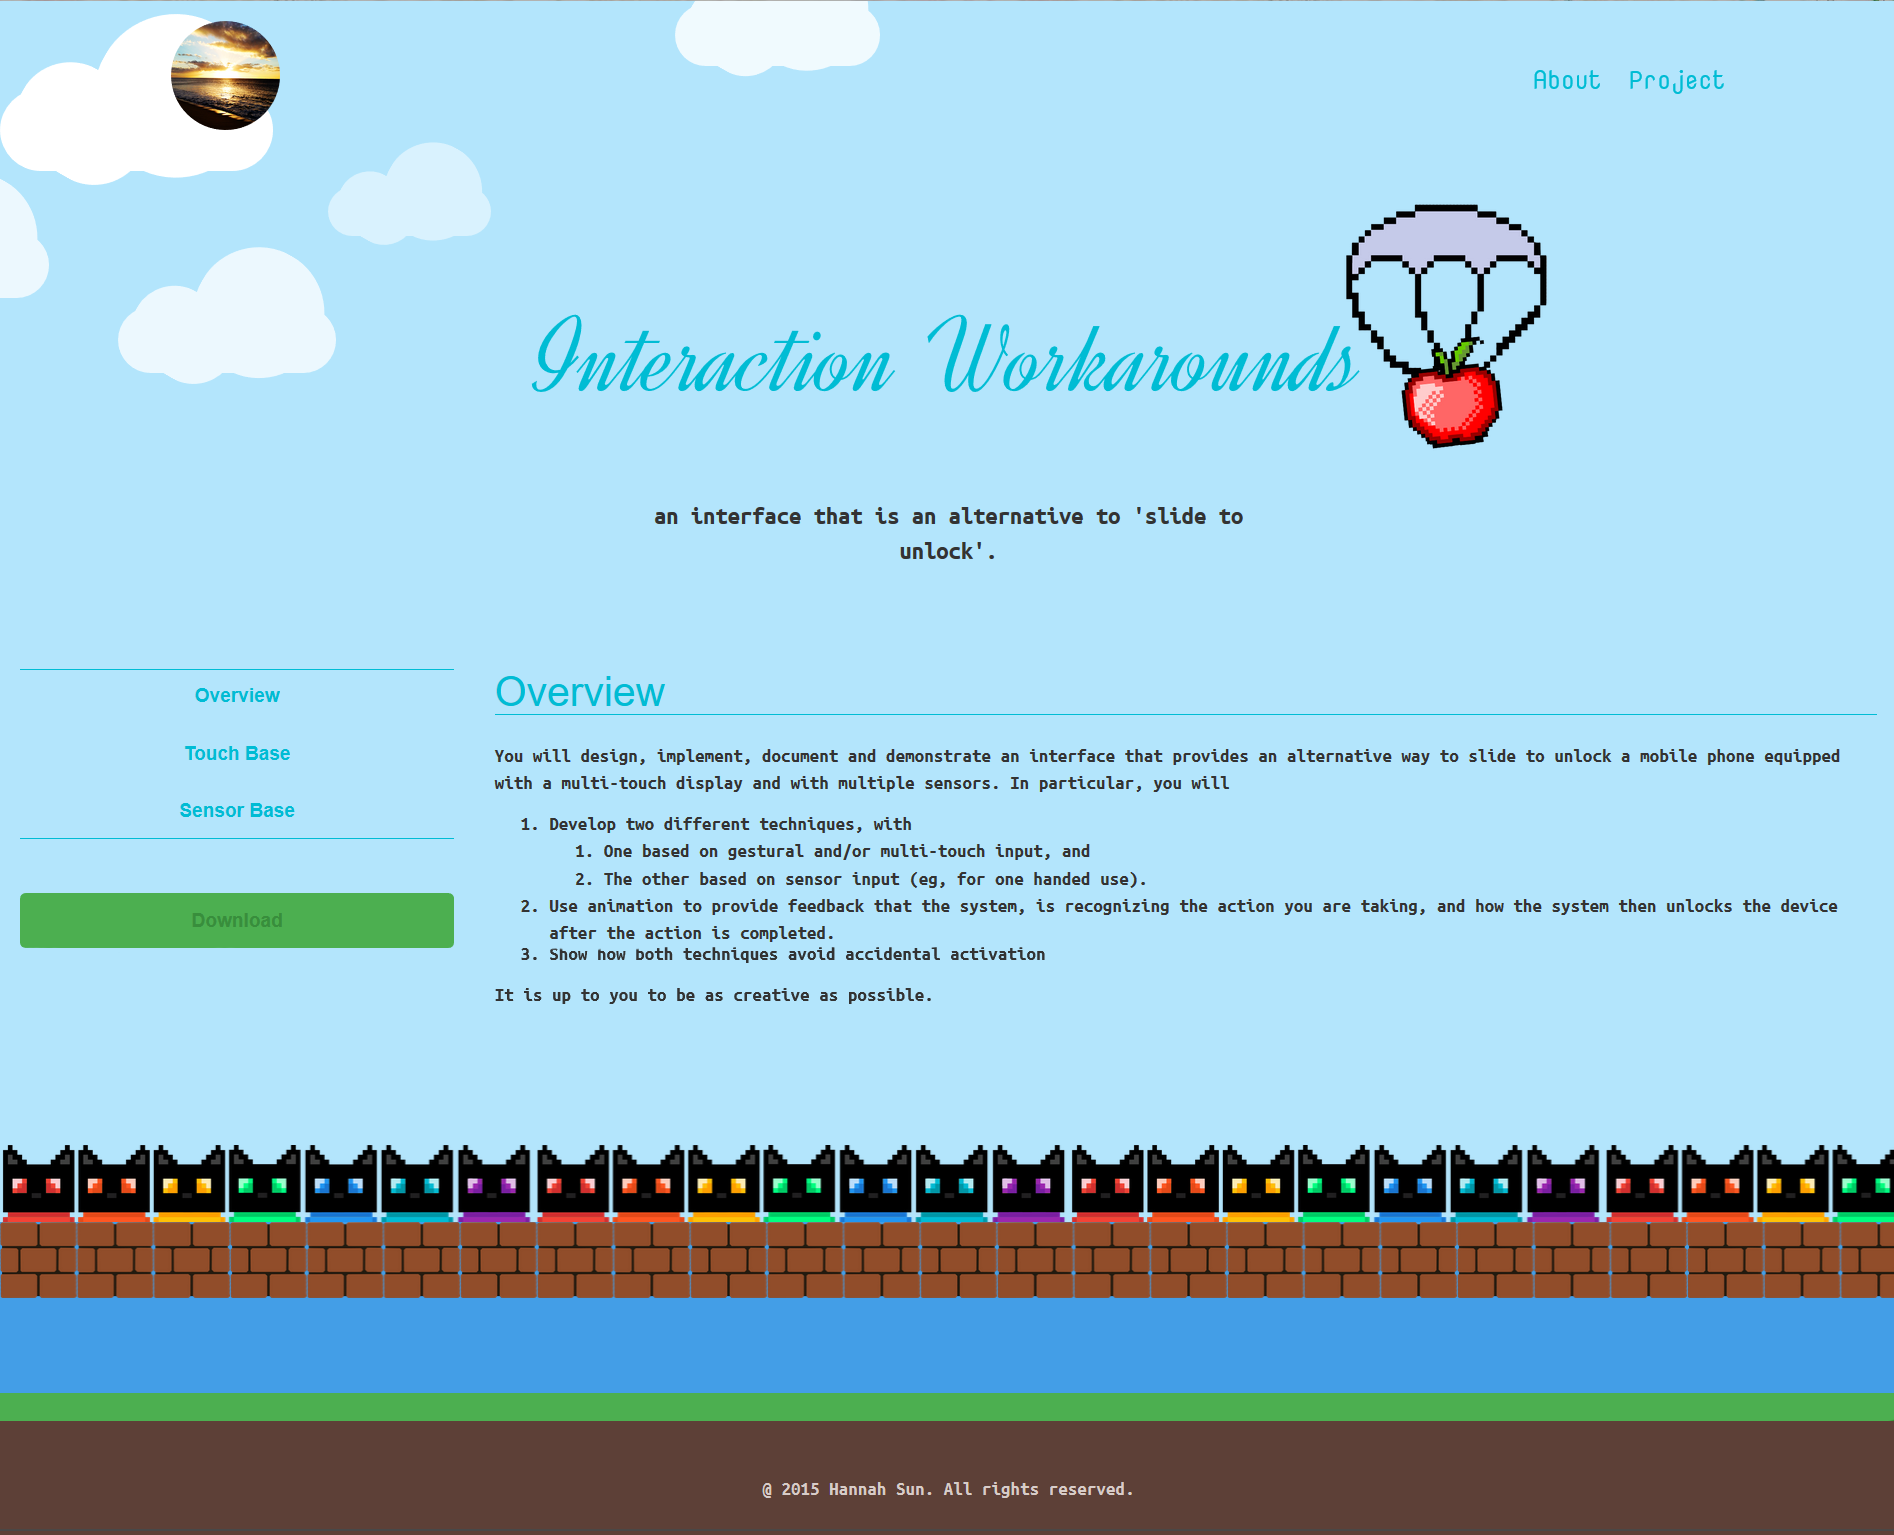 About Project
Interaction Workarounds
an interface that is an alternative to 'slide to
unlock'.
Overview
Touch Base
Sensor Base
Download
Overview
You will design, implement, document and demonstrate an interface that provides an alternative way to slide to unlock a mobile phone equipped
with a multi-touch display and with multiple sensors. In particular, you will
1. Develop two different techniques, with
1. One based on gestural and/or multi-touch input, and
2. The other based on sensor input (eg, for one handed use).
2. Use animation to provide feedback that the system, is recognizing the action you are taking, and how the system then unlocks the device
after the action is completed.
3. Show how both techniques avoid accidental activation
It is up to you to be as creative as possible.
@ 2015 Hannah Sun. All rights reserved.